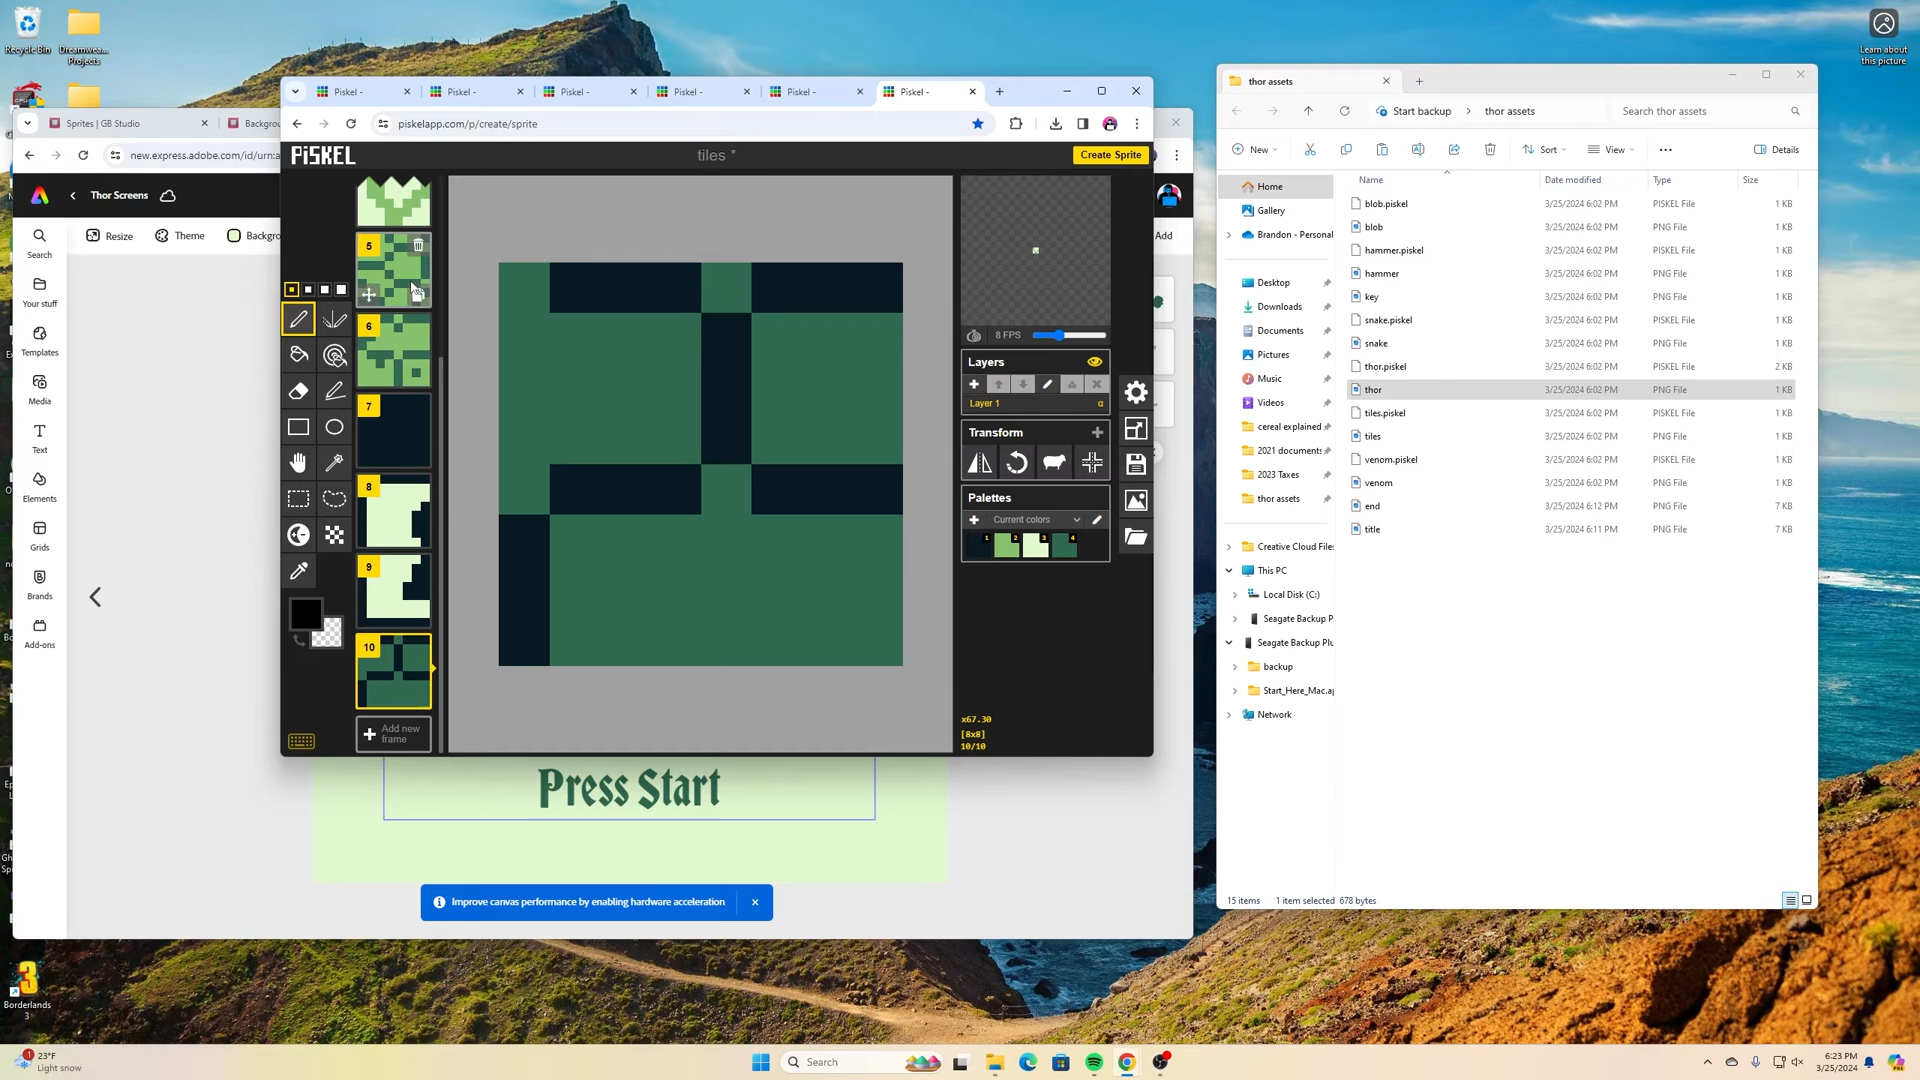 Recycle Bin
Dreamwea...
Projects
Learn about
this picture
Borderlands
3
Sprites | GB Studio
new.express.adobe.com/id/urn:a
Thor Screens
Resize
Theme
Search
Your stuff
Templates
Media
Text
Elements
Grids
Brands
Add-ons
Add
Piskel -
Piskel -
Piskel -
Piskel -
Piskel -
Piskel -
piskelapp.com/p/create/sprite
PiSKEL
tiles *
Create Sprite
5
6
7
8
9
10
Add new
frame
8 FPS
Layers
Layer 1
α
Transform
Palettes
Current colors
1
2
3
4
x67.30
[8x8]
10/10
Press Start
Improve canvas performance by enabling hardware acceleration
thor assets
Start backup
thor assets
Search thor assets
New
Sort
View
Details
Name
Date modified
Type
Size
Home
Gallery
Brandon - Personal
Desktop
Downloads
Documents
Pictures
Music
Videos
cereal explained
2021 documents
2023 Taxes
thor assets
Creative Cloud Files
This PC
Local Disk (C:)
Seagate Backup P
Seagate Backup Plu
backup
Start_Here_Mac.ap
Network
blob.piskel 3/25/2024 6:02 PM PISKEL File 1 KB
blob 3/25/2024 6:02 PM PNG File 1 KB
hammer.piskel 3/25/2024 6:02 PM PISKEL File 1 KB
hammer 3/25/2024 6:02 PM PNG File 1 KB
key 3/25/2024 6:02 PM PNG File 1 KB
snake.piskel 3/25/2024 6:02 PM PISKEL File 1 KB
snake 3/25/2024 6:02 PM PNG File 1 KB
thor.piskel 3/25/2024 6:02 PM PISKEL File 2 KB
thor 3/25/2024 6:02 PM PNG File 1 KB
tiles.piskel 3/25/2024 6:02 PM PISKEL File 1 KB
tiles 3/25/2024 6:02 PM PNG File 1 KB
venom.piskel 3/25/2024 6:02 PM PISKEL File 1 KB
venom 3/25/2024 6:02 PM PNG File 1 KB
end 3/25/2024 6:12 PM PNG File 7 KB
title 3/25/2024 6:11 PM PNG File 7 KB
15 items
1 item selected 678 bytes
1
23°F
Light snow
Search
6:23 PM
3/25/2024